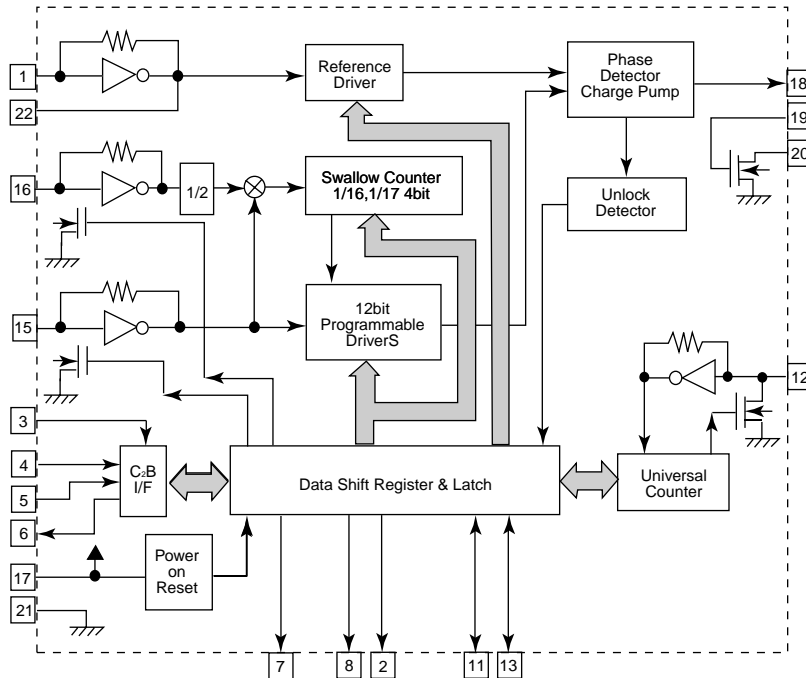 1
22
16
15
3
4
5
6
17
21
Reference
Driver
Phase
Detector
Charge Pump
18
19
20
1/2
Swallow Counter
1/16,1/17 4bit
Unlock
Detector
12bit
Programmable
DriverS
12
C2B
I/F
Data Shift Register & Latch
Universal
Counter
Power
on
Reset
7
8
2
11
13